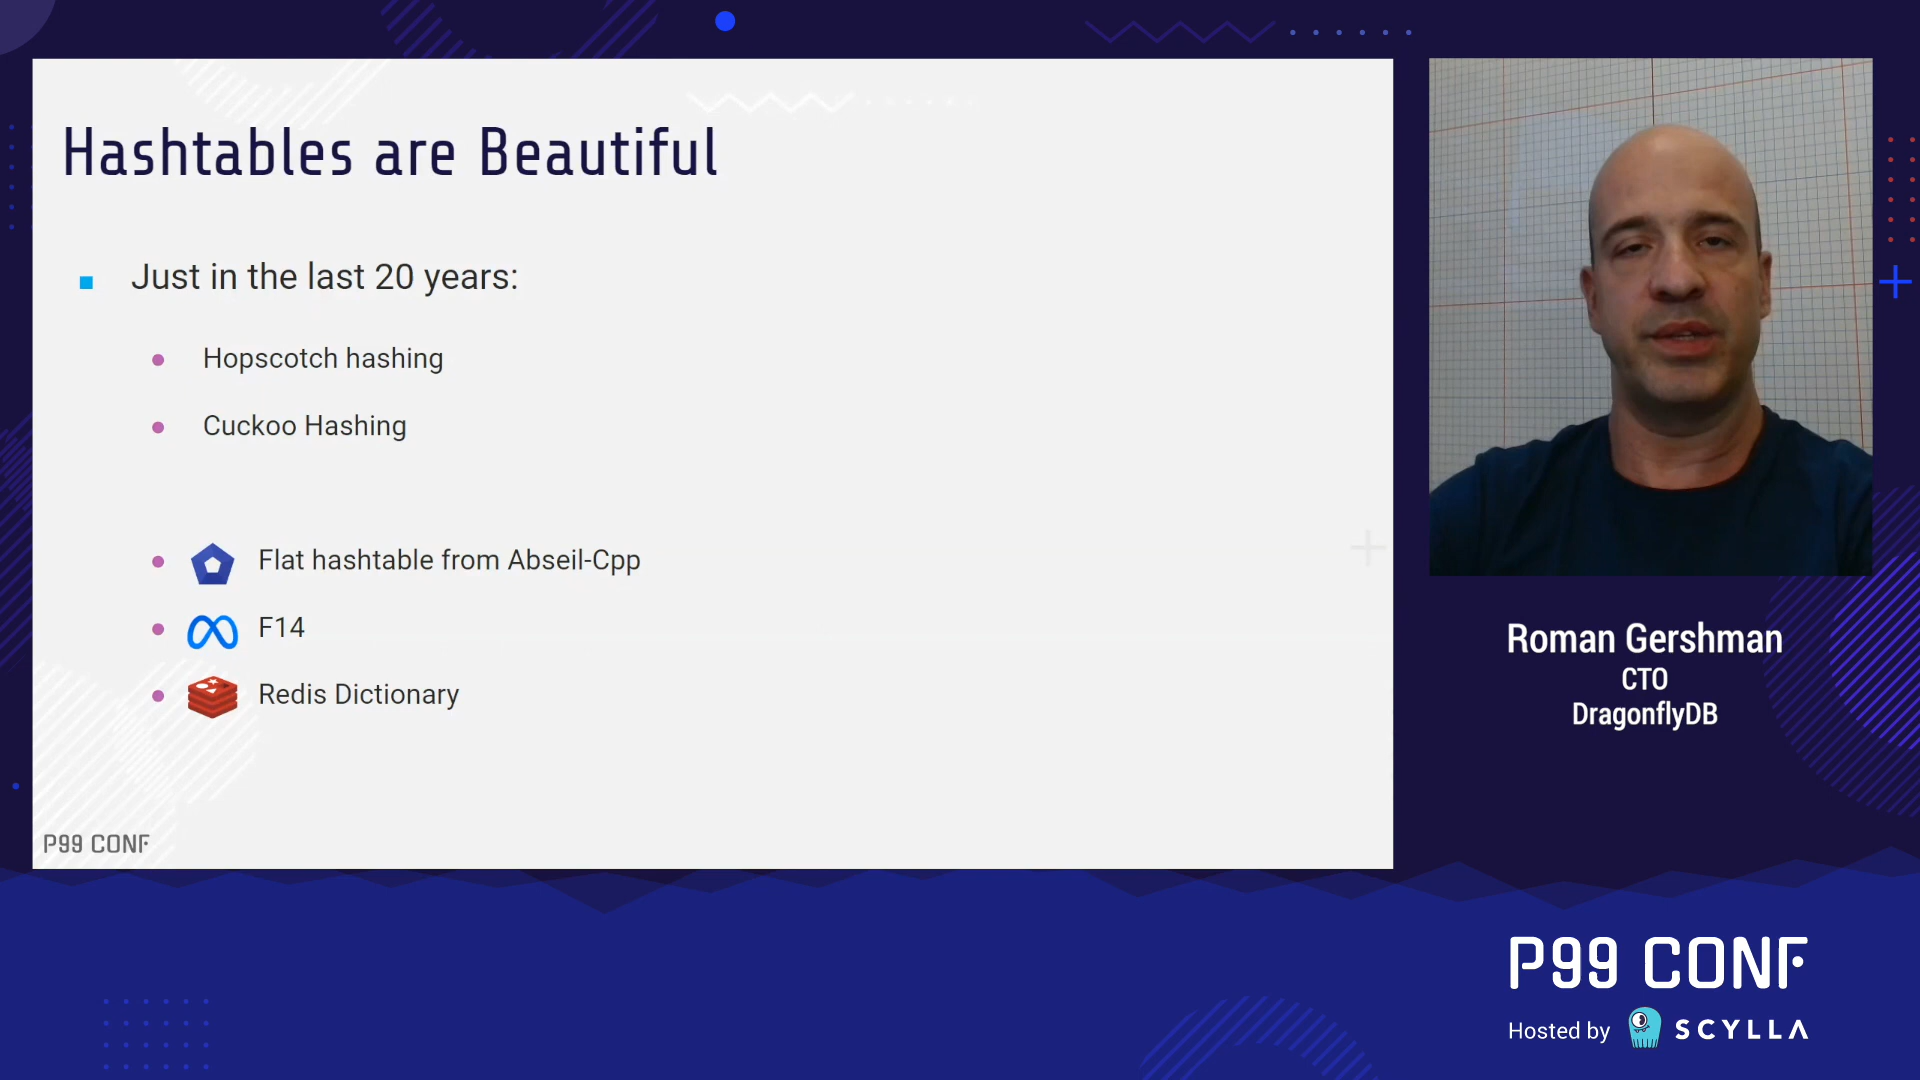 Hashtables are Beautiful
Just in the last 20 years:
Hopscotch hashing
Cuckoo Hashing
Flat hashtable from Abseil-Cpp
F14
Redis Dictionary
P99 CONF
Roman Gershman
CTO
DragonflyDB
P99 CONF
Hosted by SCYLLA